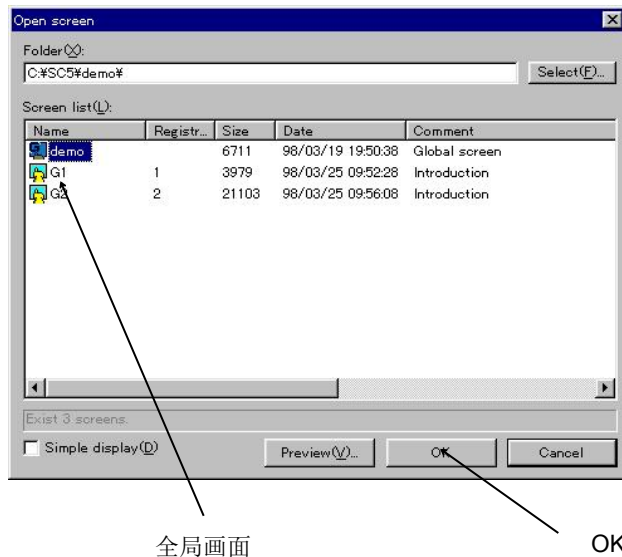 Open screen
Folder(X):
C:¥SC5¥demo¥
Select(F)...
Screen list(L):
Name Registr... Size Date Comment
demo 6711 98/03/19 19:50:38 Global screen
G1 1 3979 98/03/25 09:52:28 Introduction
G2 2 21103 98/03/25 09:56:08 Introduction
Exist 3 screens.
Simple display(D) Preview(V)... OK Cancel
全局画面 OK